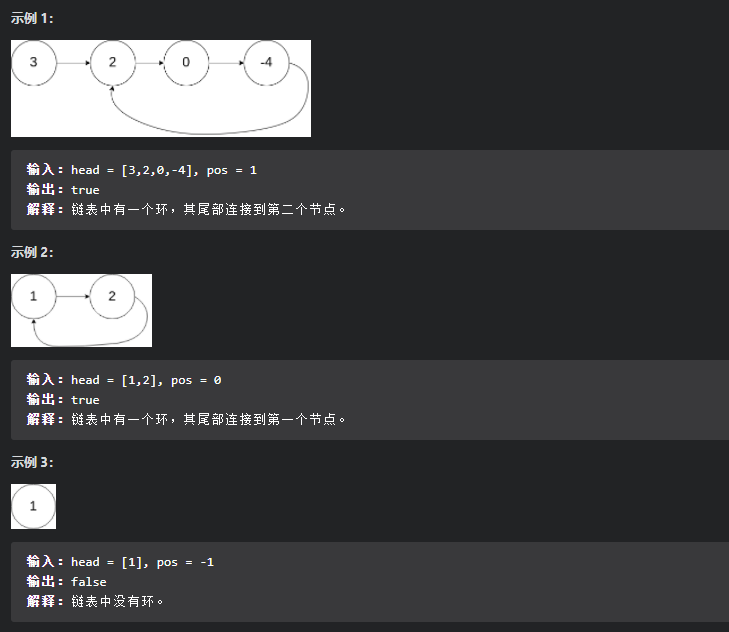 示例 1：
3 2 0 -4
输入：head = [3,2,0,-4], pos = 1
输出：true
解释：链表中有一个环，其尾部连接到第二个节点。
示例 2：
1 2
输入：head = [1,2], pos = 0
输出：true
解释：链表中有一个环，其尾部连接到第一个节点。
示例 3：
1
输入：head = [1], pos = -1
输出：false
解释：链表中没有环。